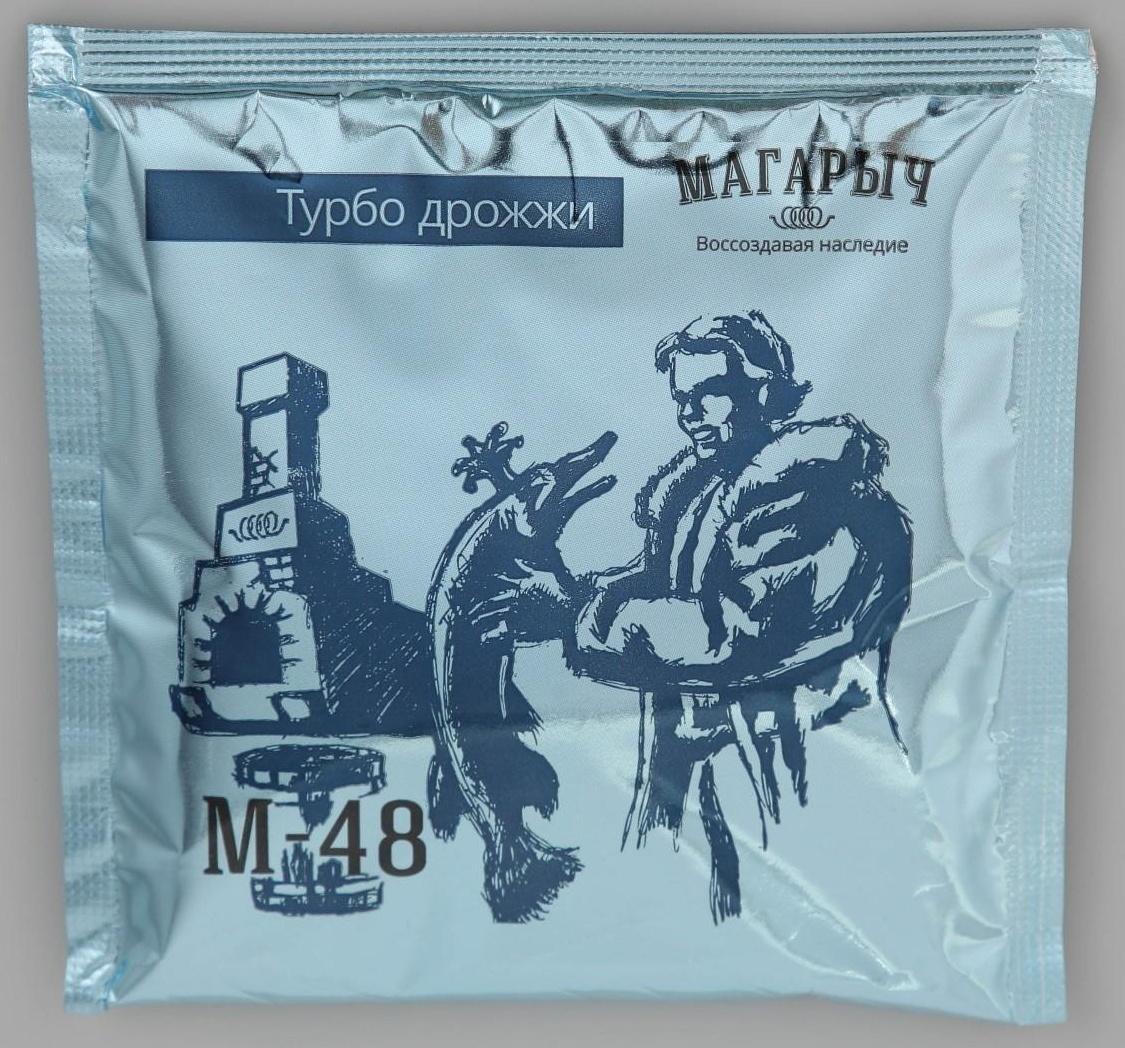 Турбо дрожжи
МАГАРЫЧ
Воссоздавая наследие
М-48